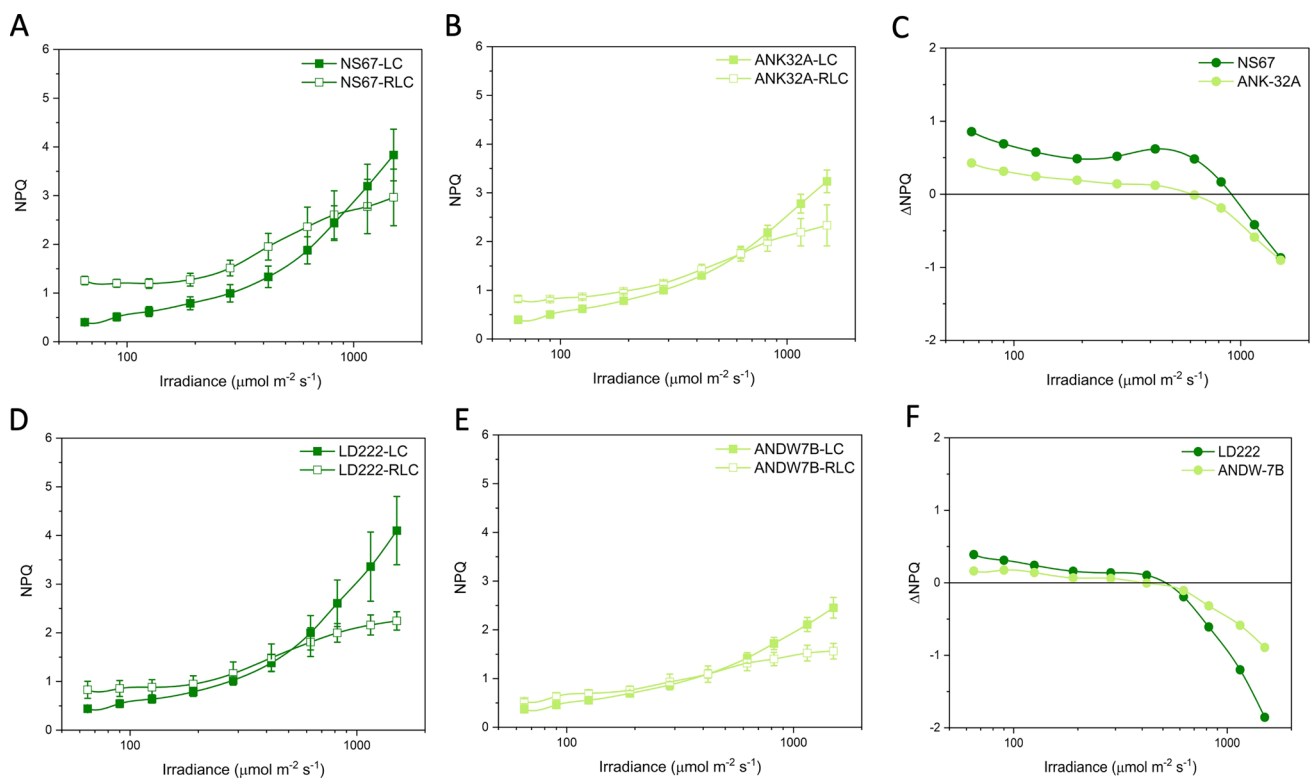 A
NS67-LC
NS67-RLC
6
5
4
3
2
1
0
NPQ
100
1000
Irradiance (μmol m⁻² s⁻¹)
B
ANK32A-LC
ANK32A-RLC
6
5
4
3
2
1
0
NPQ
100
1000
Irradiance (μmol m⁻² s⁻¹)
C
NS67
ANK-32A
2
1
0
-1
-2
ΔNPQ
100
1000
Irradiance (μmol m⁻² s⁻¹)
D
LD222-LC
LD222-RLC
6
5
4
3
2
1
0
NPQ
100
1000
Irradiance (μmol m⁻² s⁻¹)
E
ANDW7B-LC
ANDW7B-RLC
6
5
4
3
2
1
0
NPQ
100
1000
Irradiance (μmol m⁻² s⁻¹)
F
LD222
ANDW-7B
2
1
0
-1
-2
ΔNPQ
100
1000
Irradiance (μmol m⁻² s⁻¹)